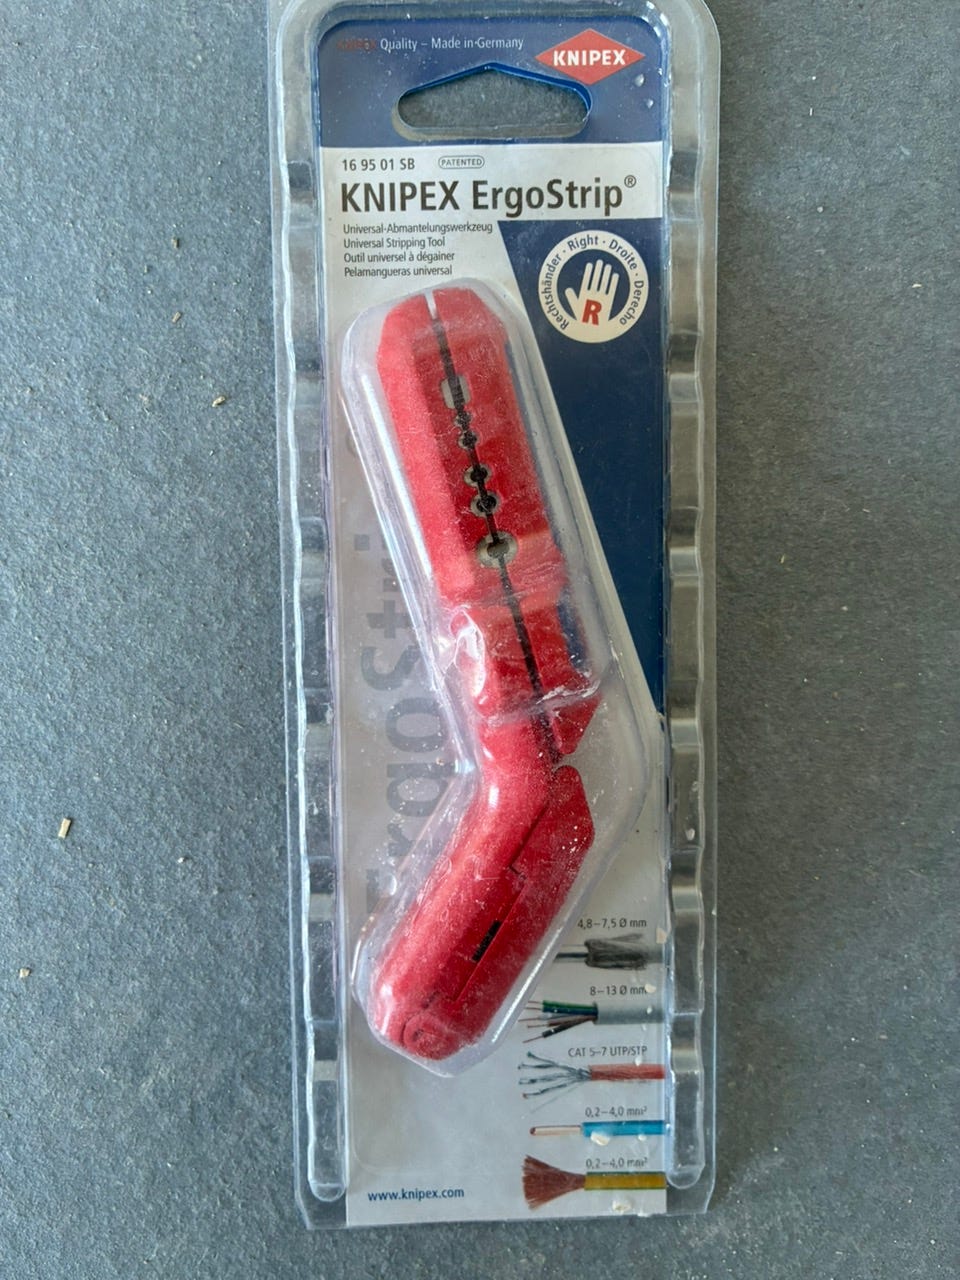 KNIPEX Quality – Made in Germany
KNIPEX
16 95 01 SB
PATENTED
KNIPEX ErgoStrip®
Universal-Abmantelungswerkzeug
Universal Stripping Tool
Outil universel à dégainer
Pelamangueras universal
Rechtshänder · Right · Droite · Derecho
R
4,8–7,5 Ø mm
8–13 Ø mm
CAT 5–7 UTP/STP
0,2–4,0 mm²
0,2–4,0 mm²
www.knipex.com